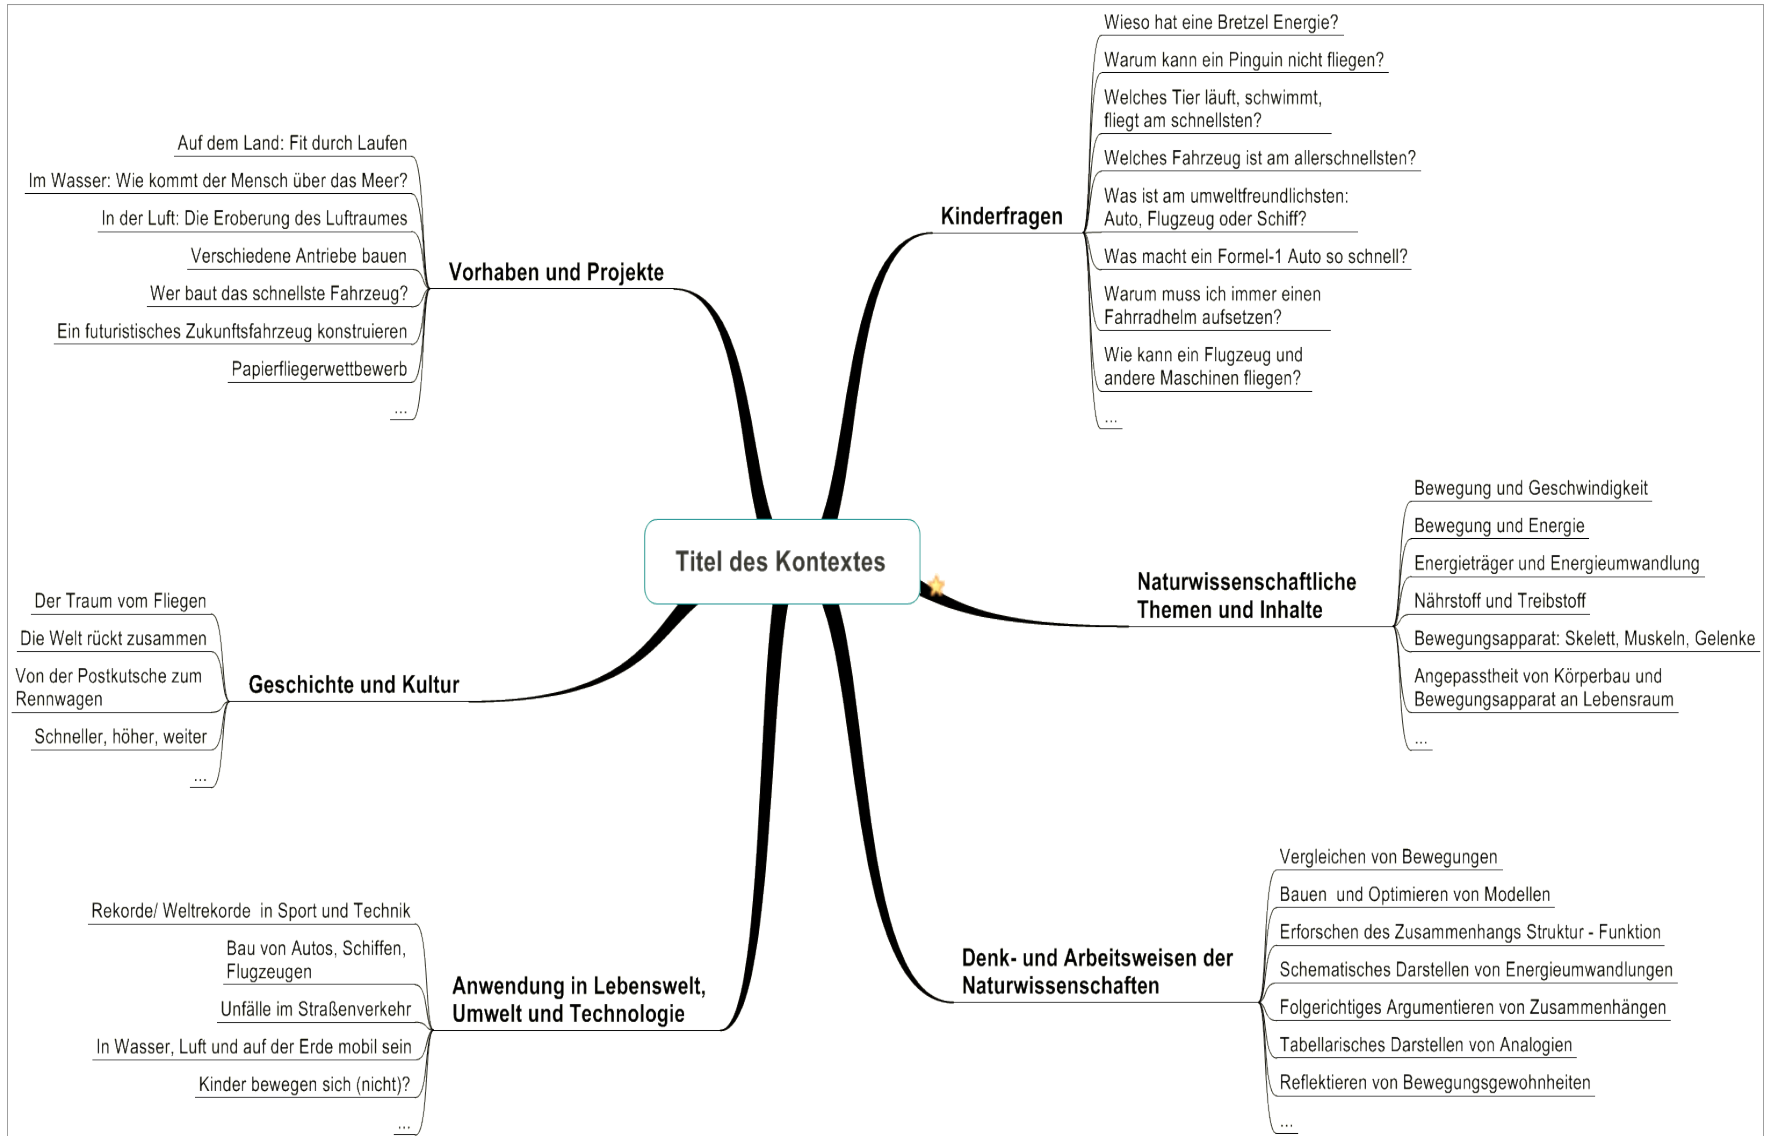 Titel des Kontextes
Kinderfragen
Wieso hat eine Bretzel Energie?
Warum kann ein Pinguin nicht fliegen?
Welches Tier läuft, schwimmt,
fliegt am schnellsten?
Welches Fahrzeug ist am allerschnellsten?
Was ist am umweltfreundlichsten:
Auto, Flugzeug oder Schiff?
Was macht ein Formel-1 Auto so schnell?
Warum muss ich immer einen
Fahrradhelm aufsetzen?
Wie kann ein Flugzeug und
andere Maschinen fliegen?
...
Naturwissenschaftliche
Themen und Inhalte
Bewegung und Geschwindigkeit
Bewegung und Energie
Energieträger und Energieumwandlung
Nährstoff und Treibstoff
Bewegungsapparat: Skelett, Muskeln, Gelenke
Angepasstheit von Körperbau und
Bewegungsapparat an Lebensraum
...
Denk- und Arbeitsweisen der
Naturwissenschaften
Vergleichen von Bewegungen
Bauen  und Optimieren von Modellen
Erforschen des Zusammenhangs Struktur - Funktion
Schematisches Darstellen von Energieumwandlungen
Folgerichtiges Argumentieren von Zusammenhängen
Tabellarisches Darstellen von Analogien
Reflektieren von Bewegungsgewohnheiten
...
Vorhaben und Projekte
Auf dem Land: Fit durch Laufen
Im Wasser: Wie kommt der Mensch über das Meer?
In der Luft: Die Eroberung des Luftraumes
Verschiedene Antriebe bauen
Wer baut das schnellste Fahrzeug?
Ein futuristisches Zukunftsfahrzeug konstruieren
Papierfliegerwettbewerb
...
Geschichte und Kultur
Der Traum vom Fliegen
Die Welt rückt zusammen
Von der Postkutsche zum
Rennwagen
Schneller, höher, weiter
...
Anwendung in Lebenswelt,
Umwelt und Technologie
Rekorde/ Weltrekorde  in Sport und Technik
Bau von Autos, Schiffen,
Flugzeugen
Unfälle im Straßenverkehr
In Wasser, Luft und auf der Erde mobil sein
Kinder bewegen sich (nicht)?
...